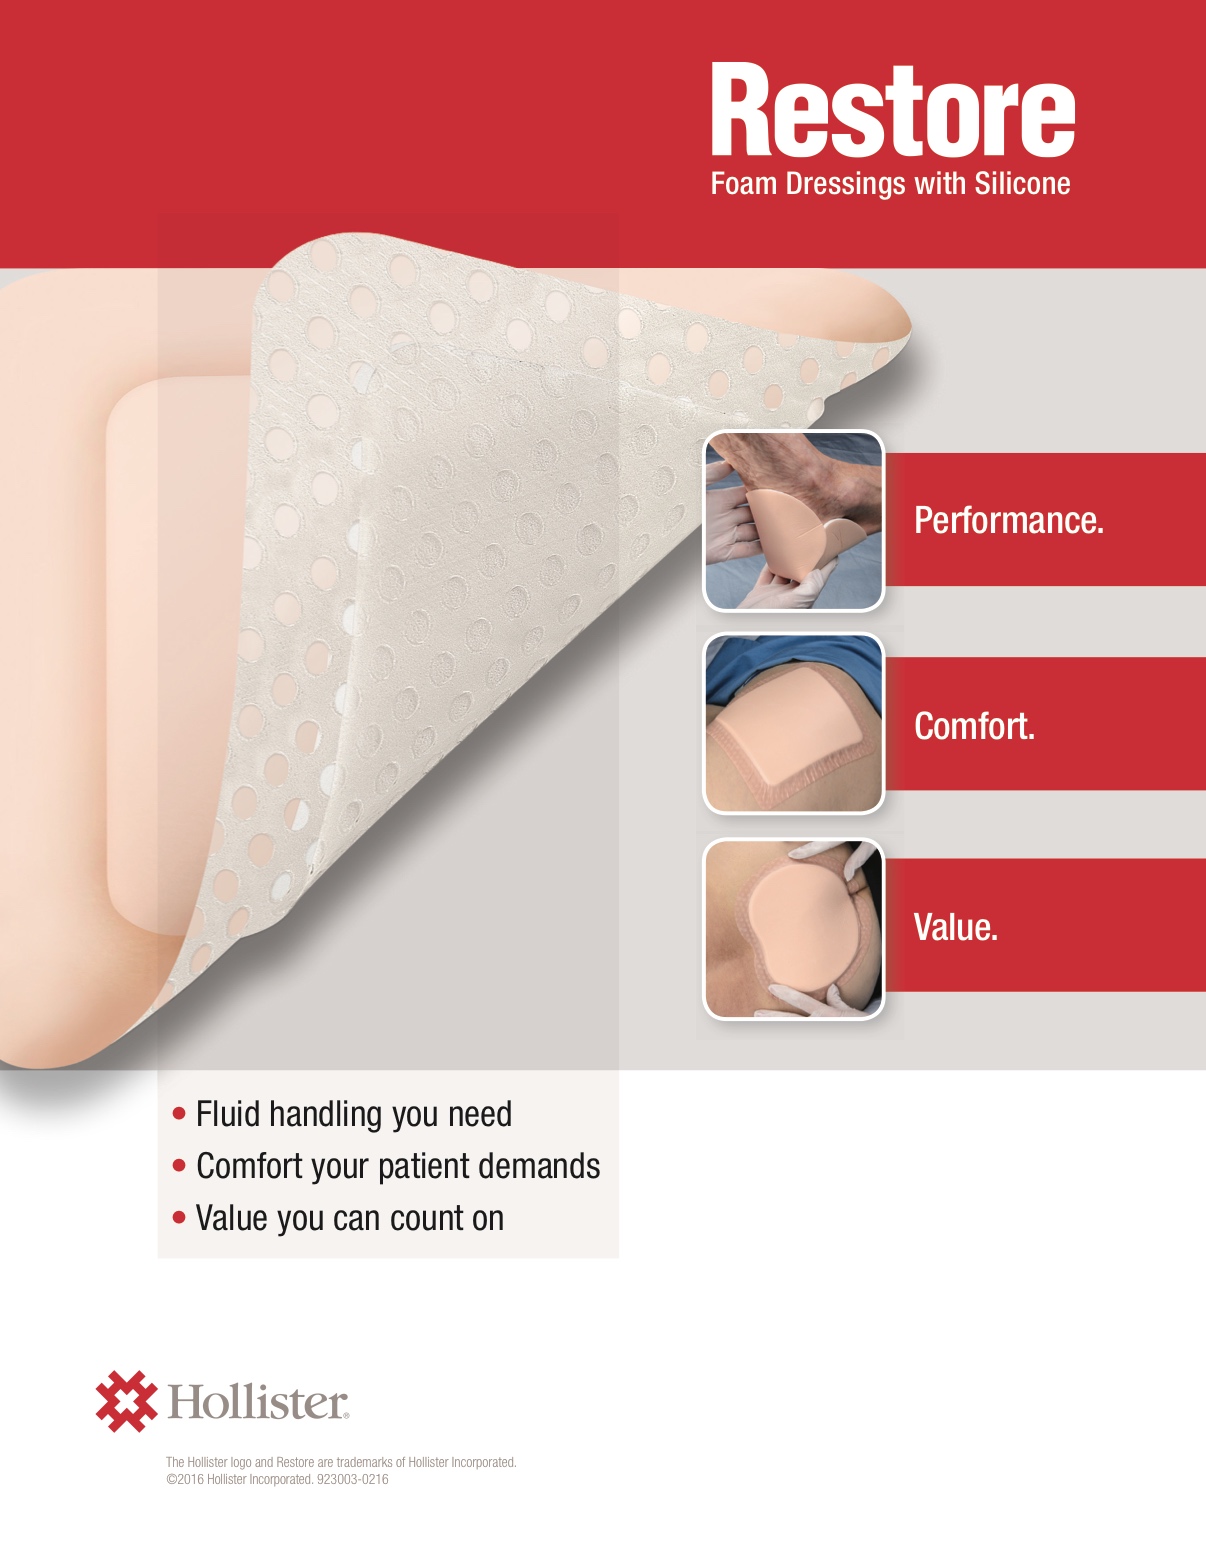 Restore
Foam Dressings with Silicone
Performance.
Comfort.
Value.
• Fluid handling you need
• Comfort your patient demands
• Value you can count on
Hollister®
The Hollister logo and Restore are trademarks of Hollister Incorporated.
©2016 Hollister Incorporated. 923003-0216